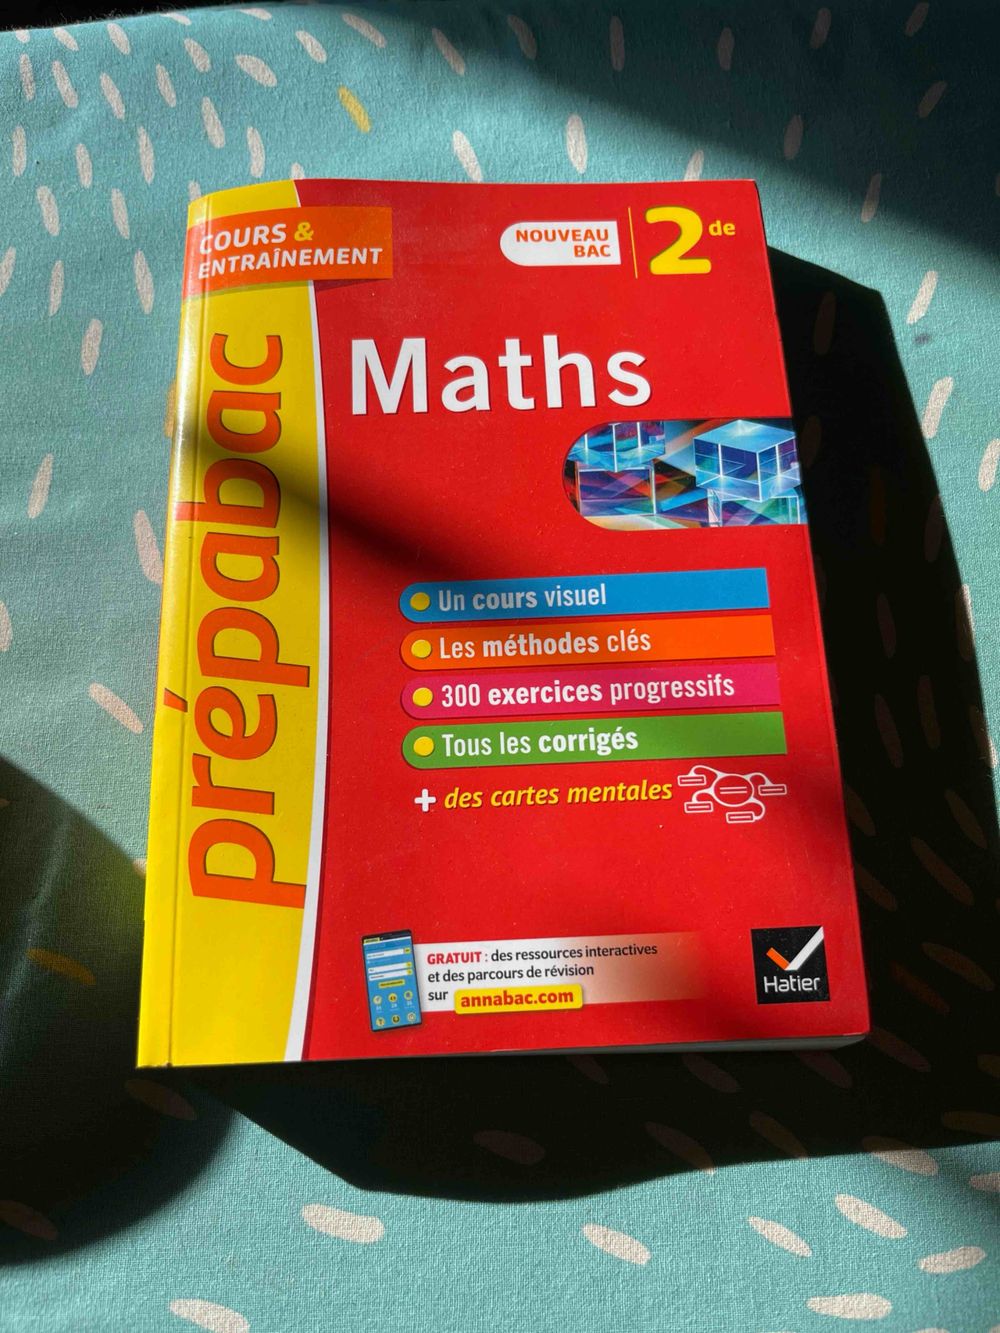 COURS &
ENTRAÎNEMENT
NOUVEAU
BAC
2de
prépabac
Maths
Un cours visuel
Les méthodes clés
300 exercices progressifs
Tous les corrigés
+ des cartes mentales
GRATUIT : des ressources interactives
et des parcours de révision
sur annabac.com
Hatier